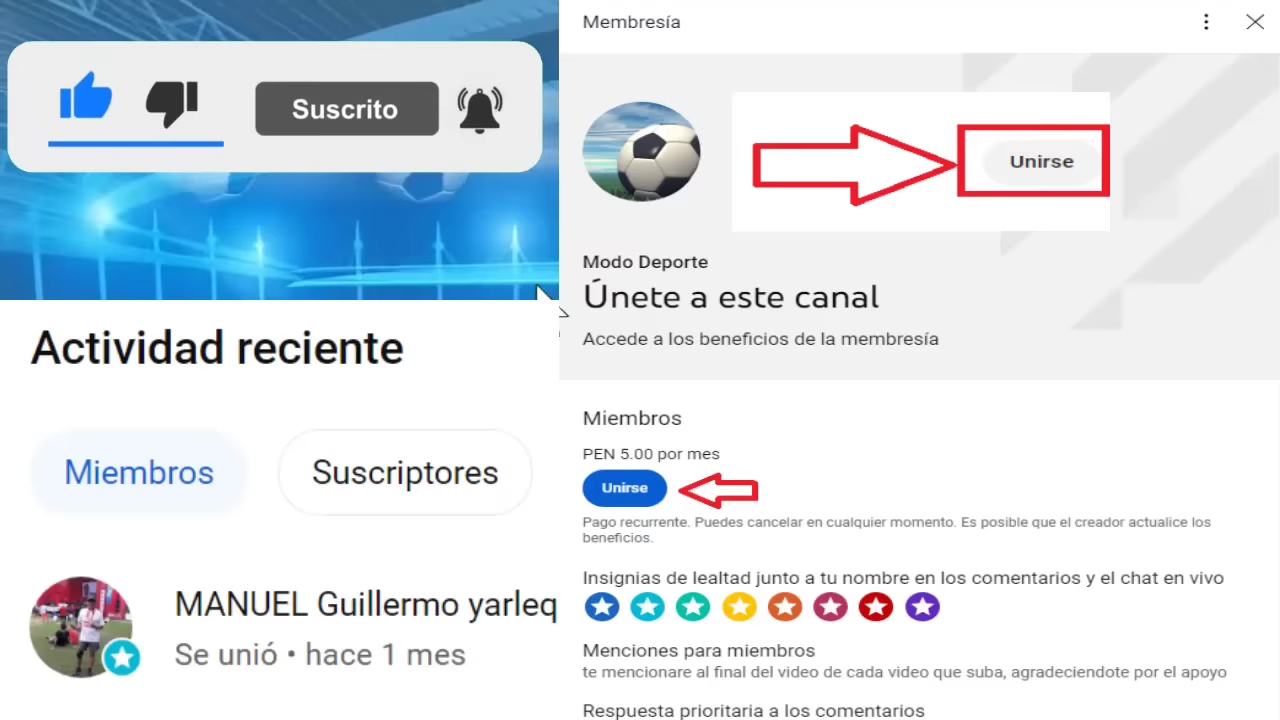 Suscrito
Actividad reciente
Miembros
Suscriptores
MANUEL Guillermo yarleq
Se unió • hace 1 mes
Membresía
Unirse
Modo Deporte
Únete a este canal
Accede a los beneficios de la membresía
Miembros
PEN 5.00 por mes
Unirse
Pago recurrente. Puedes cancelar en cualquier momento. Es posible que el creador actualice los
beneficios.
Insignias de lealtad junto a tu nombre en los comentarios y el chat en vivo
Menciones para miembros
te mencionare al final del video de cada video que suba, agradeciendote por el apoyo
Respuesta prioritaria a los comentarios